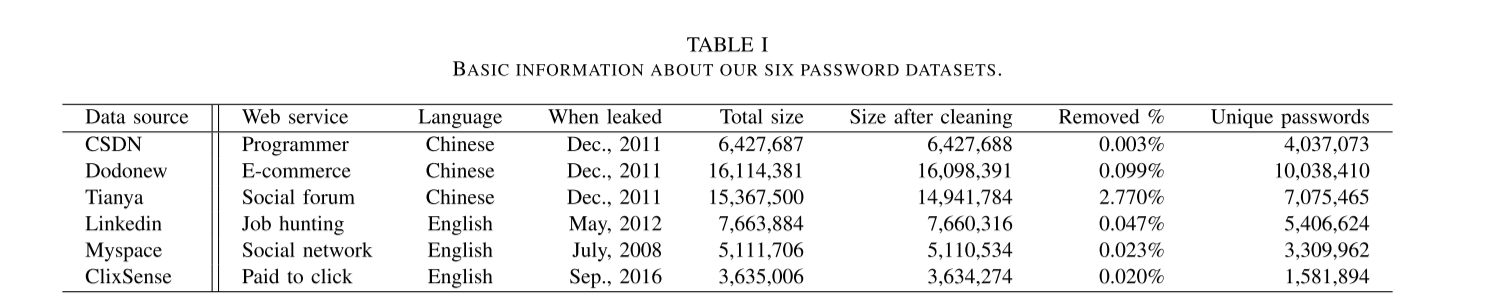 TABLE I
BASIC INFORMATION ABOUT OUR SIX PASSWORD DATASETS.
Data source Web service Language When leaked Total size Size after cleaning Removed % Unique passwords
CSDN Programmer Chinese Dec., 2011 6,427,687 6,427,688 0.003% 4,037,073
Dodonew E-commerce Chinese Dec., 2011 16,114,381 16,098,391 0.099% 10,038,410
Tianya Social forum Chinese Dec., 2011 15,367,500 14,941,784 2.770% 7,075,465
Linkedin Job hunting English May, 2012 7,663,884 7,660,316 0.047% 5,406,624
Myspace Social network English July, 2008 5,111,706 5,110,534 0.023% 3,309,962
ClixSense Paid to click English Sep., 2016 3,635,006 3,634,274 0.020% 1,581,894